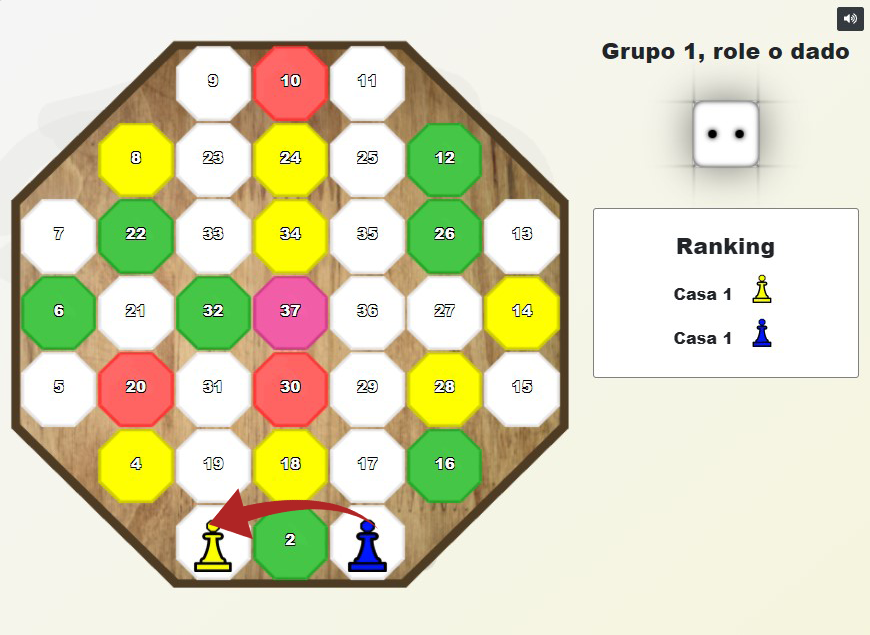 Grupo 1, role o dado
9 10 11
8 23 24 25 12
7 22 33 34 35 26 13
6 21 32 37 36 27 14
5 20 31 30 29 28 15
4 19 18 17 16
2
Ranking
Casa 1
Casa 1